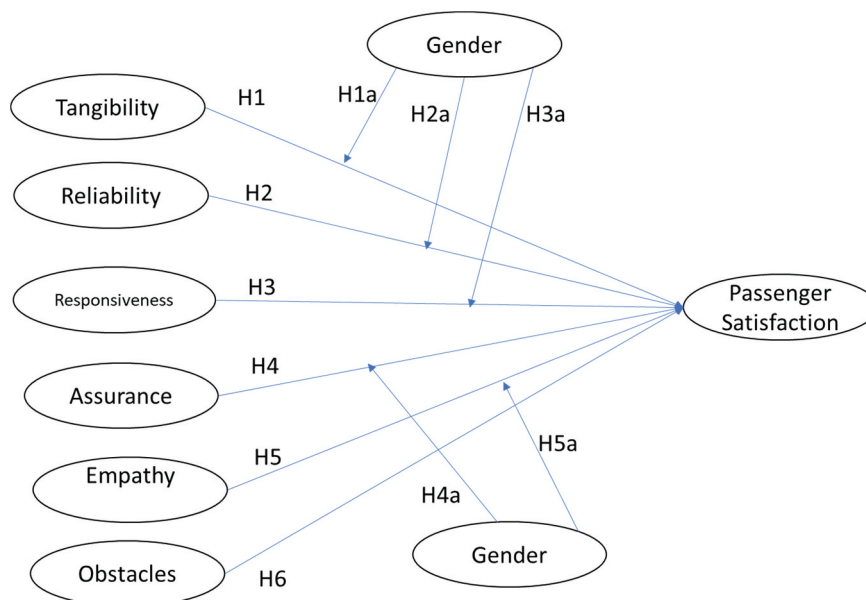 Gender
Tangibility
H1
H1a
H2a
H3a
Reliability
H2
Responsiveness
H3
Passenger
Satisfaction
Assurance
H4
Empathy
H5
H5a
H4a
Gender
Obstacles
H6